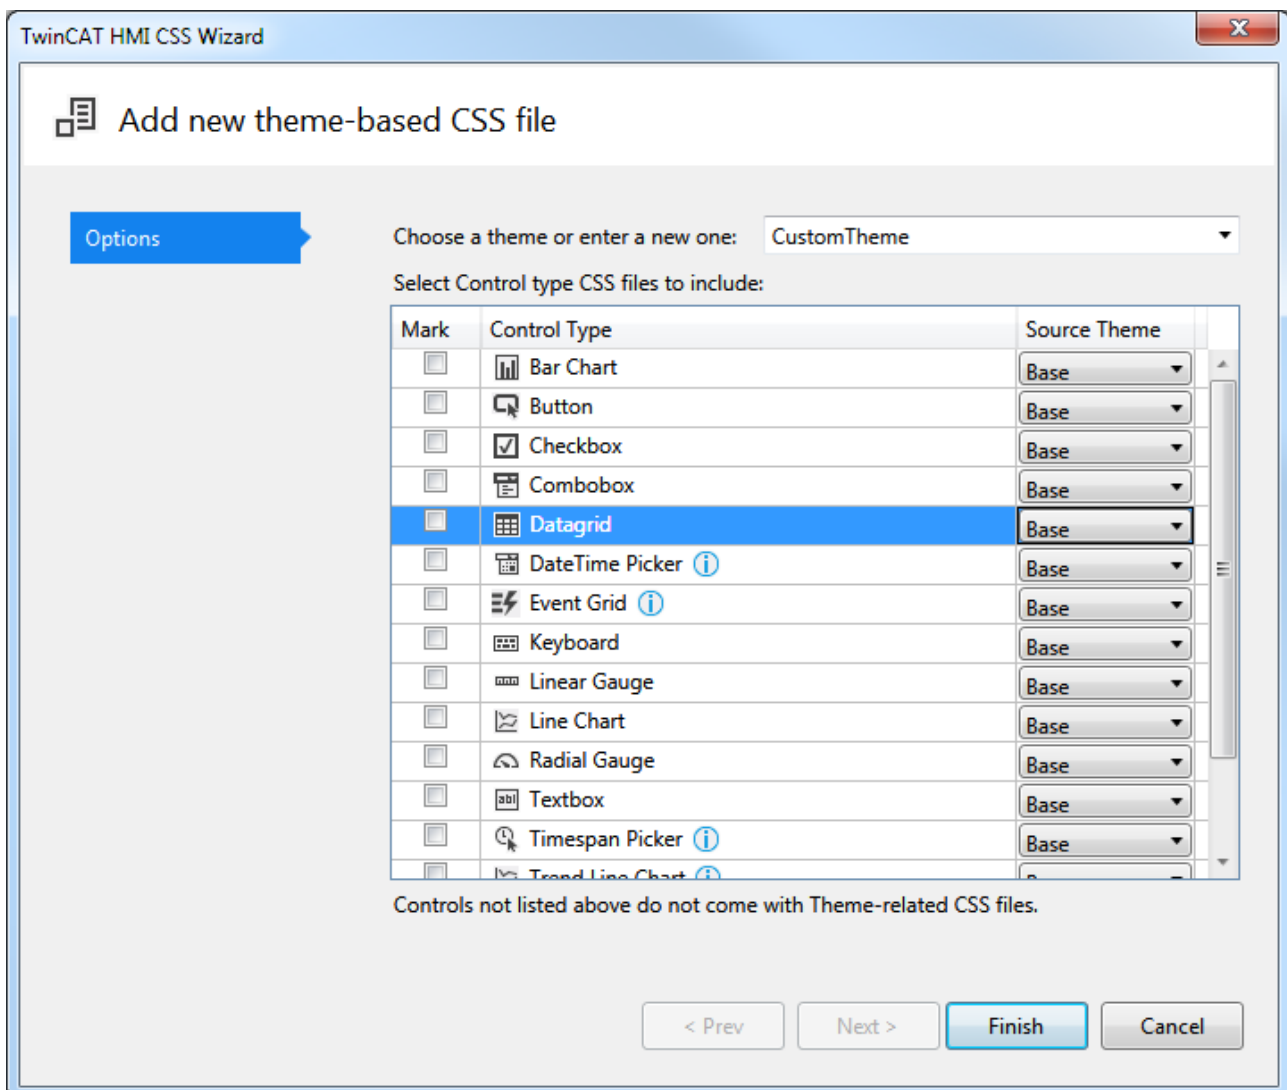 TwinCAT HMI CSS Wizard
Add new theme-based CSS file
Options
Choose a theme or enter a new one: CustomTheme
Select Control type CSS files to include:
Mark Control Type Source Theme
Bar Chart Base
Button Base
Checkbox Base
Combobox Base
Datagrid Base
DateTime Picker Base
Event Grid Base
Keyboard Base
Linear Gauge Base
Line Chart Base
Radial Gauge Base
abl Textbox Base
Timespan Picker Base
Trend Line Chart
Controls not listed above do not come with Theme-related CSS files.
< Prev Next > Finish Cancel